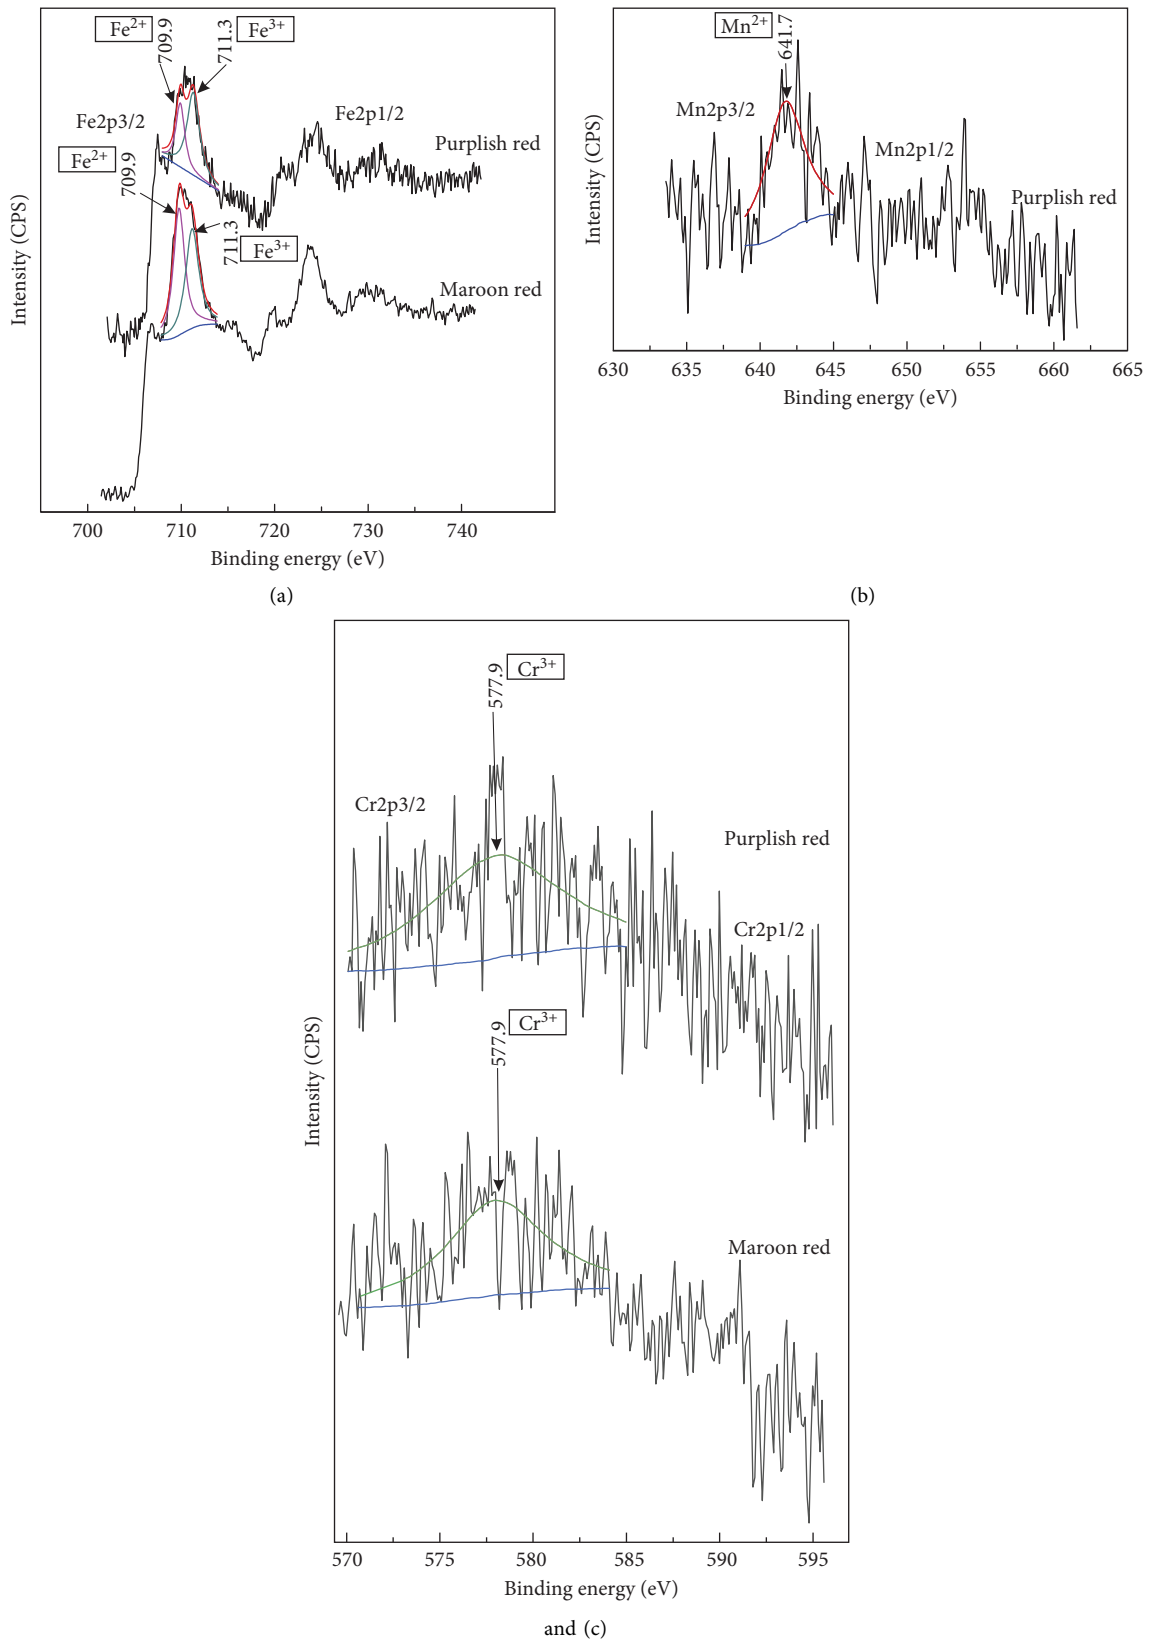 Fe2+
709.9
711.3
Fe3+
Fe2p3/2
Fe2p1/2
Purplish red
Fe2+
709.9
711.3
Fe3+
Maroon red
Intensity (CPS)
700 710 720 730 740
Binding energy (eV)
(a)
Mn2+
641.7
Mn2p3/2
Mn2p1/2
Purplish red
Intensity (CPS)
630 635 640 645 650 655 660 665
Binding energy (eV)
(b)
577.9
Cr3+
Cr2p3/2
Purplish red
Cr2p1/2
577.9
Cr3+
Maroon red
Intensity (CPS)
570 575 580 585 590 595
Binding energy (eV)
and (c)